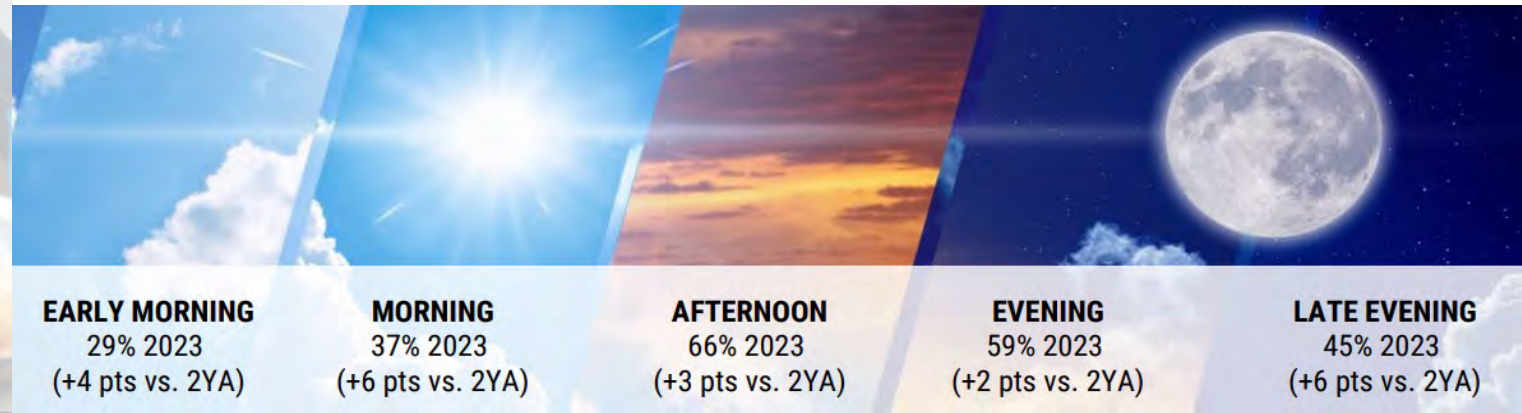 EARLY MORNING
29% 2023
(+4 pts vs. 2YA)
MORNING
37% 2023
(+6 pts vs. 2YA)
AFTERNOON
66% 2023
(+3 pts vs. 2YA)
EVENING
59% 2023
(+2 pts vs. 2YA)
LATE EVENING
45% 2023
(+6 pts vs. 2YA)